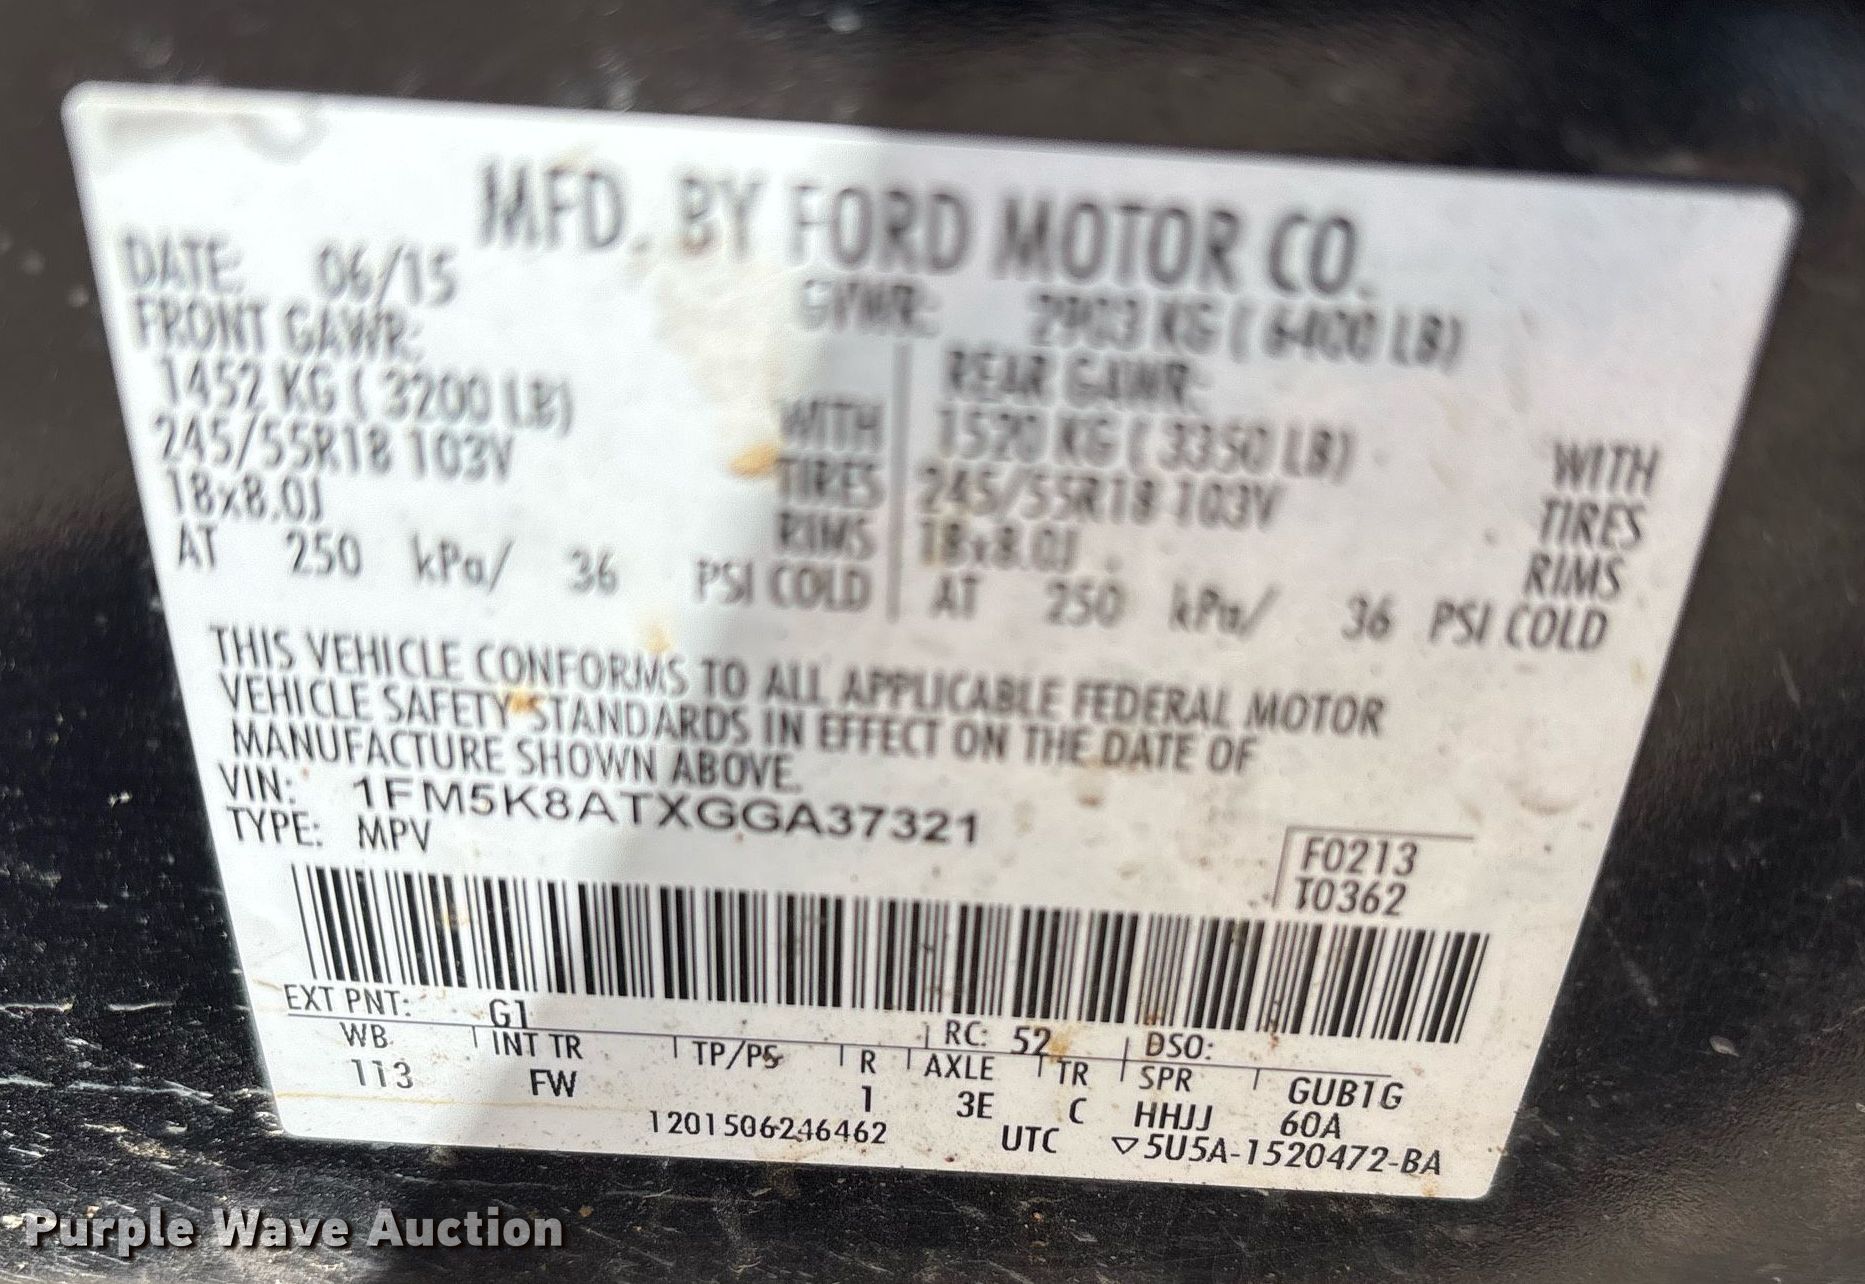 MFD. BY FORD MOTOR CO.
DATE: 06/15 GVWR: 2903 KG ( 6400 LB)
FRONT GAWR: REAR GAWR:
1452 KG ( 3200 LB) WITH 1520 KG ( 3350 LB) WITH
245/55R18 103V TIRES 245/55R18 103V TIRES
18x8.0J RIMS 18x8.0J RIMS
AT 250 kPa/ 36 PSI COLD AT 250 kPa/ 36 PSI COLD
THIS VEHICLE CONFORMS TO ALL APPLICABLE FEDERAL MOTOR
VEHICLE SAFETY STANDARDS IN EFFECT ON THE DATE OF
MANUFACTURE SHOWN ABOVE.
VIN: 1FM5K8ATXGGA37321
TYPE: MPV
F0213
T0362
EXT PNT: G1 RC: 52 DSO:
WB INT TR TP/PS R AXLE TR SPR GUB1G
113 FW 1 3E C HHJJ 60A
1201506246462 UTC ▽5U5A-1520472-BA
Purple Wave Auction